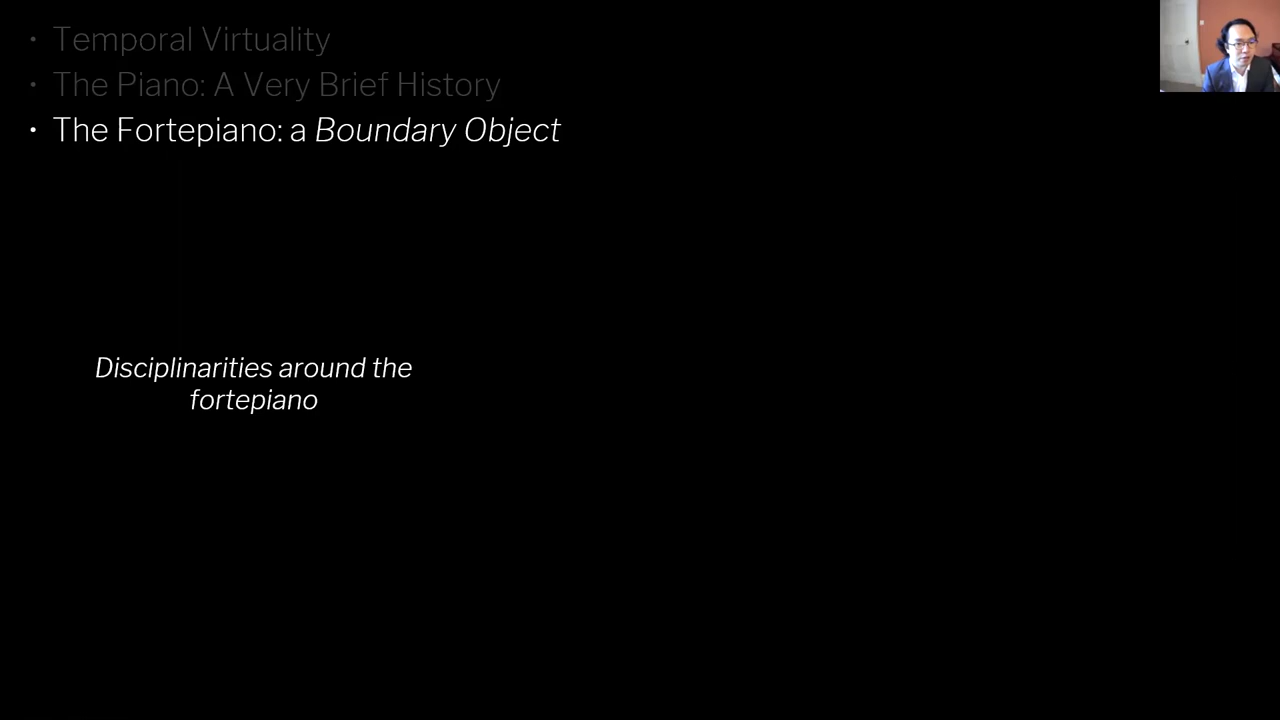 • Temporal Virtuality
• The Piano: A Very Brief History
• The Fortepiano: a Boundary Object
Disciplinarities around the
fortepiano